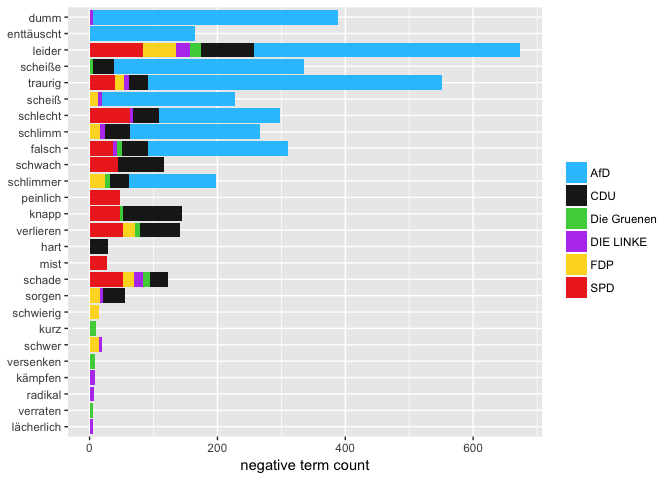 dumm
enttäuscht
leider
scheiße
traurig
scheiß
schlecht
schlimm
falsch
schwach
schlimmer
peinlich
knapp
verlieren
hart
mist
schade
sorgen
schwierig
kurz
schwer
versenken
kämpfen
radikal
verraten
lächerlich
0 200 400 600
negative term count
AfD
CDU
Die Gruenen
DIE LINKE
FDP
SPD